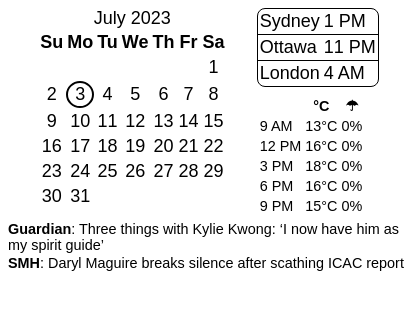 July 2023
Su Mo Tu We Th Fr Sa
1
2 3 4 5 6 7 8
9 10 11 12 13 14 15
16 17 18 19 20 21 22
23 24 25 26 27 28 29
30 31
Sydney 1 PM
Ottawa 11 PM
London 4 AM
°C ☂
9 AM 13°C 0%
12 PM 16°C 0%
3 PM 18°C 0%
6 PM 16°C 0%
9 PM 15°C 0%
Guardian: Three things with Kylie Kwong: ‘I now have him as
my spirit guide’
SMH: Daryl Maguire breaks silence after scathing ICAC report